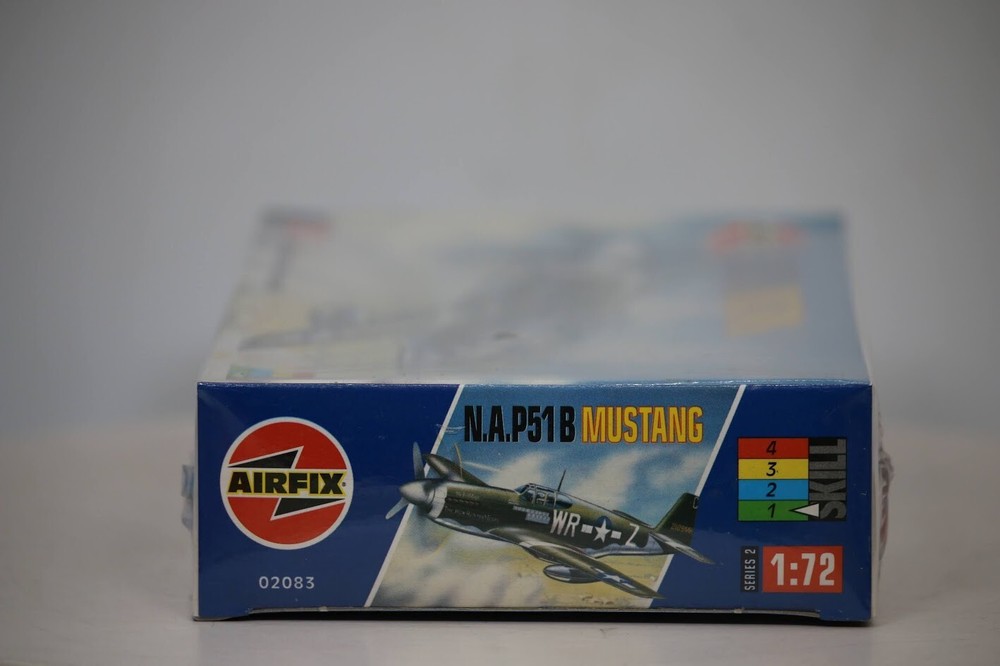 N.A.P51B MUSTANG
AIRFIX
4
3
2
1
SKILL
WR
Z
02083
SERIES 2
1:72